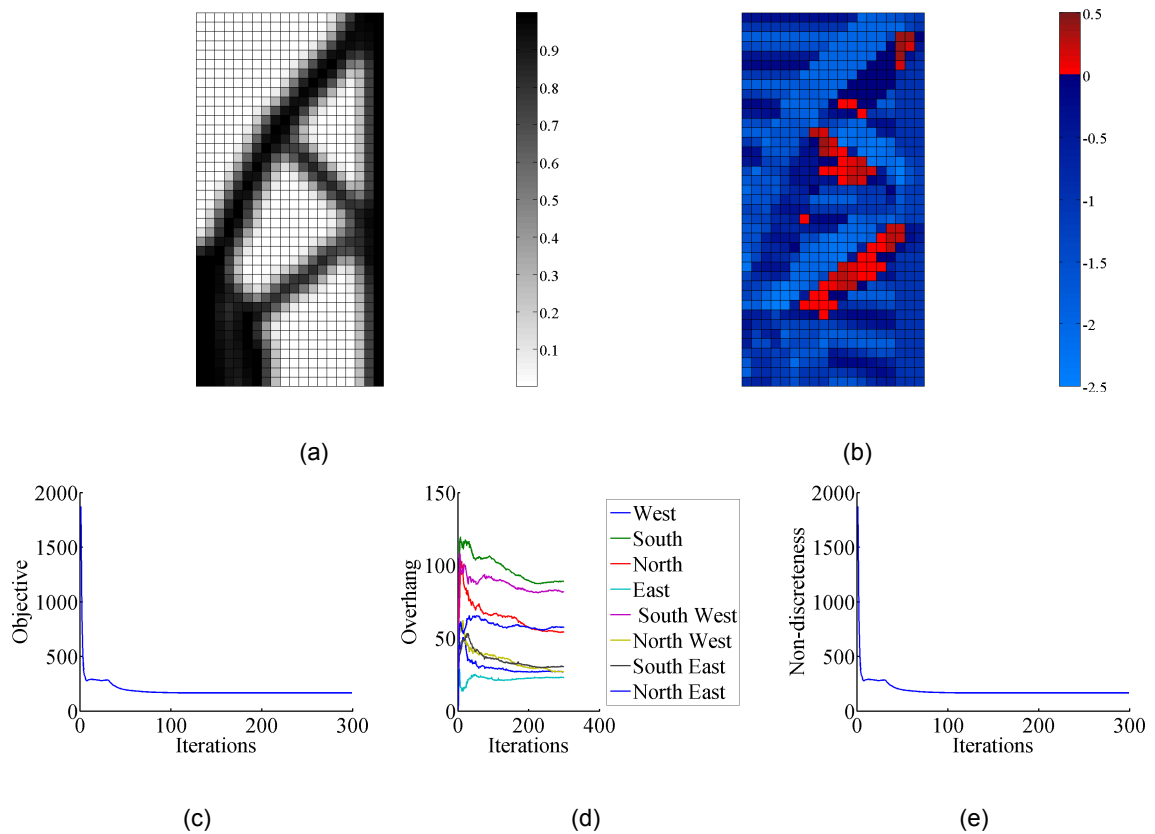 0.9
0.8
0.7
0.6
0.5
0.4
0.3
0.2
0.1
0.5
0
-0.5
-1
-1.5
-2
-2.5
(a)
(b)
2000
1500
1000
500
0
Objective
0 100 200 300
Iterations
150
100
50
0
Overhang
0 200 400
Iterations
West
South
North
East
South West
North West
South East
North East
2000
1500
1000
500
0
Non-discreteness
0 100 200 300
Iterations
(c)
(d)
(e)